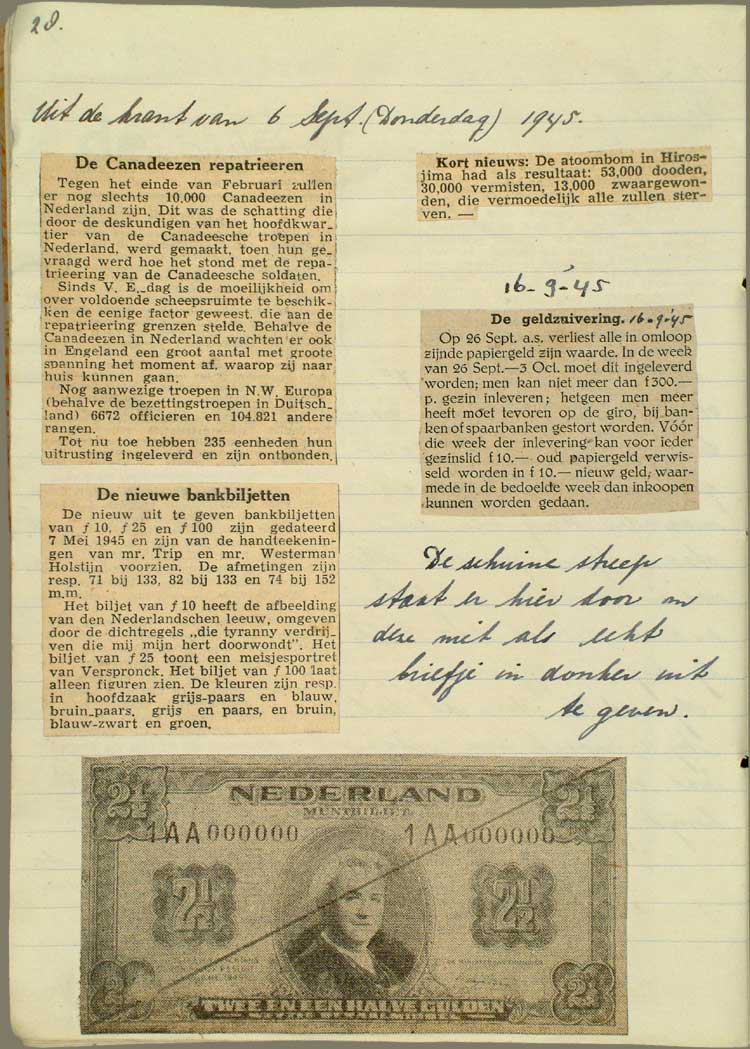 28.
Uit de krant van 6 Sept. (Donderdag) 1945.
De Canadeezen repatrieeren
Tegen het einde van Februari zullen
er nog slechts 10,000 Canadeezen in
Nederland zijn. Dit was de schatting die
door de deskundigen van het hoofdkwar-
tier van de Canadeesche troepen in
Nederland, werd gemaakt, toen hun ge-
vraagd werd hoe het stond met de repa-
trieering van de Canadeesche soldaten.
Sinds V. E.-dag is de moeilijkheid om
over voldoende scheepsruimte te beschik-
ken de eenige factor geweest, die aan de
repatrieering grenzen stelde. Behalve de
Canadeezen in Nederland wachten er ook
in Engeland een groot aantal met groote
spanning het moment af, waarop zij naar
huis kunnen gaan.
Nog aanwezige troepen in N.W. Europa
(behalve de bezettingstroepen in Duitsch-
land) 6672 officieren en 104.821 andere
rangen.
Tot nu toe hebben 235 eenheden hun
uitrusting ingeleverd en zijn ontbonden.
De nieuwe bankbiljetten
De nieuw uit te geven bankbiljetten
van f 10, f 25 en f 100 zijn gedateerd
7 Mei 1945 en zijn van de handteekenin-
gen van mr. Trip en mr. Westerman
Holstijn voorzien. De afmetingen zijn
resp. 71 bij 133, 82 bij 133 en 74 bij 152
m.m.
Het biljet van f 10 heeft de afbeelding
van den Nederlandschen leeuw, omgeven
door de dichtregels „die tyranny verdrij-
ven die mij mijn hert doorwondt". Het
biljet van f 25 toont een meisjesportret
van Verspronck. Het biljet van f 100 laat
alleen figuren zien. De kleuren zijn resp.
in hoofdzaak grijs-paars en blauw,
bruin-paars, grijs en paars, en bruin,
blauw-zwart en groen.
Kort nieuws: De atoombom in Hiros-
jima had als resultaat: 53,000 dooden,
30,000 vermisten, 13,000 zwaargewon-
den, die vermoedelijk alle zullen ster-
ven. —
16-9-'45
De geldzuivering. 16-9-'45
Op 26 Sept. a.s. verliest alle in omloop
zijnde papiergeld zijn waarde. In de week
van 26 Sept.—3 Oct. moet dit ingeleverd
worden; men kan niet meer dan f 300.—
p. gezin inleveren; hetgeen men meer
heeft moet tevoren op de giro, bij ban-
ken of spaarbanken gestort worden. Vóór
die week der inlevering kan voor ieder
gezinslid f 10.— oud papiergeld verwis-
seld worden in f 10.— nieuw geld, waar-
mede in de bedoelde week dan inkoopen
kunnen worden gedaan.
De schuine streep
staat er hier door om
deze niet als echt
briefje in donker uit
te geven.
2½ NEDERLAND 2½
MUNTBILJET
1AA000000 1AA000000
2½ 2½
2½ TWEE EN EEN HALVE GULDEN 2½
WETTIG BETAALMIDDEL